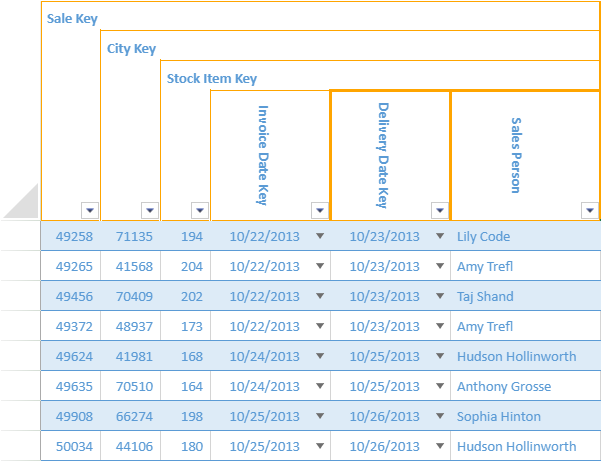 Sale Key
City Key
Stock Item Key
Invoice Date Key
Delivery Date Key
Sales Person
49258 71135 194 10/22/2013 10/23/2013 Lily Code
49265 41568 204 10/22/2013 10/23/2013 Amy Trefl
49456 70409 202 10/22/2013 10/23/2013 Taj Shand
49372 48937 173 10/22/2013 10/23/2013 Amy Trefl
49624 41981 168 10/24/2013 10/25/2013 Hudson Hollinworth
49635 70510 164 10/24/2013 10/25/2013 Anthony Grosse
49908 66274 198 10/25/2013 10/26/2013 Sophia Hinton
50034 44106 180 10/25/2013 10/26/2013 Hudson Hollinworth